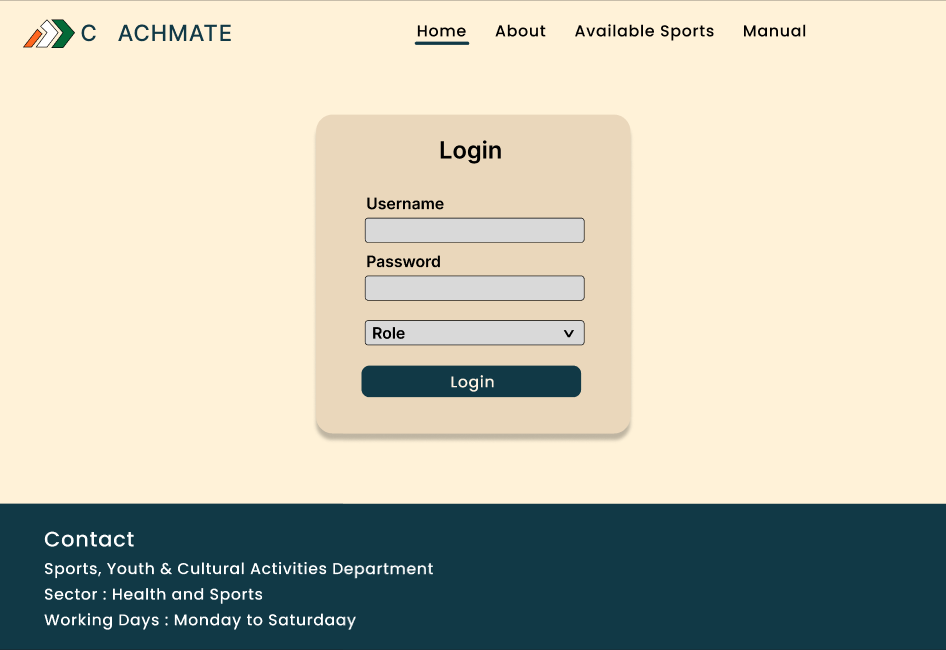 C ACHMATE
Home About Available Sports Manual
Login
Username
Password
Role
Login
Contact
Sports, Youth & Cultural Activities Department
Sector : Health and Sports
Working Days : Monday to Saturdaay